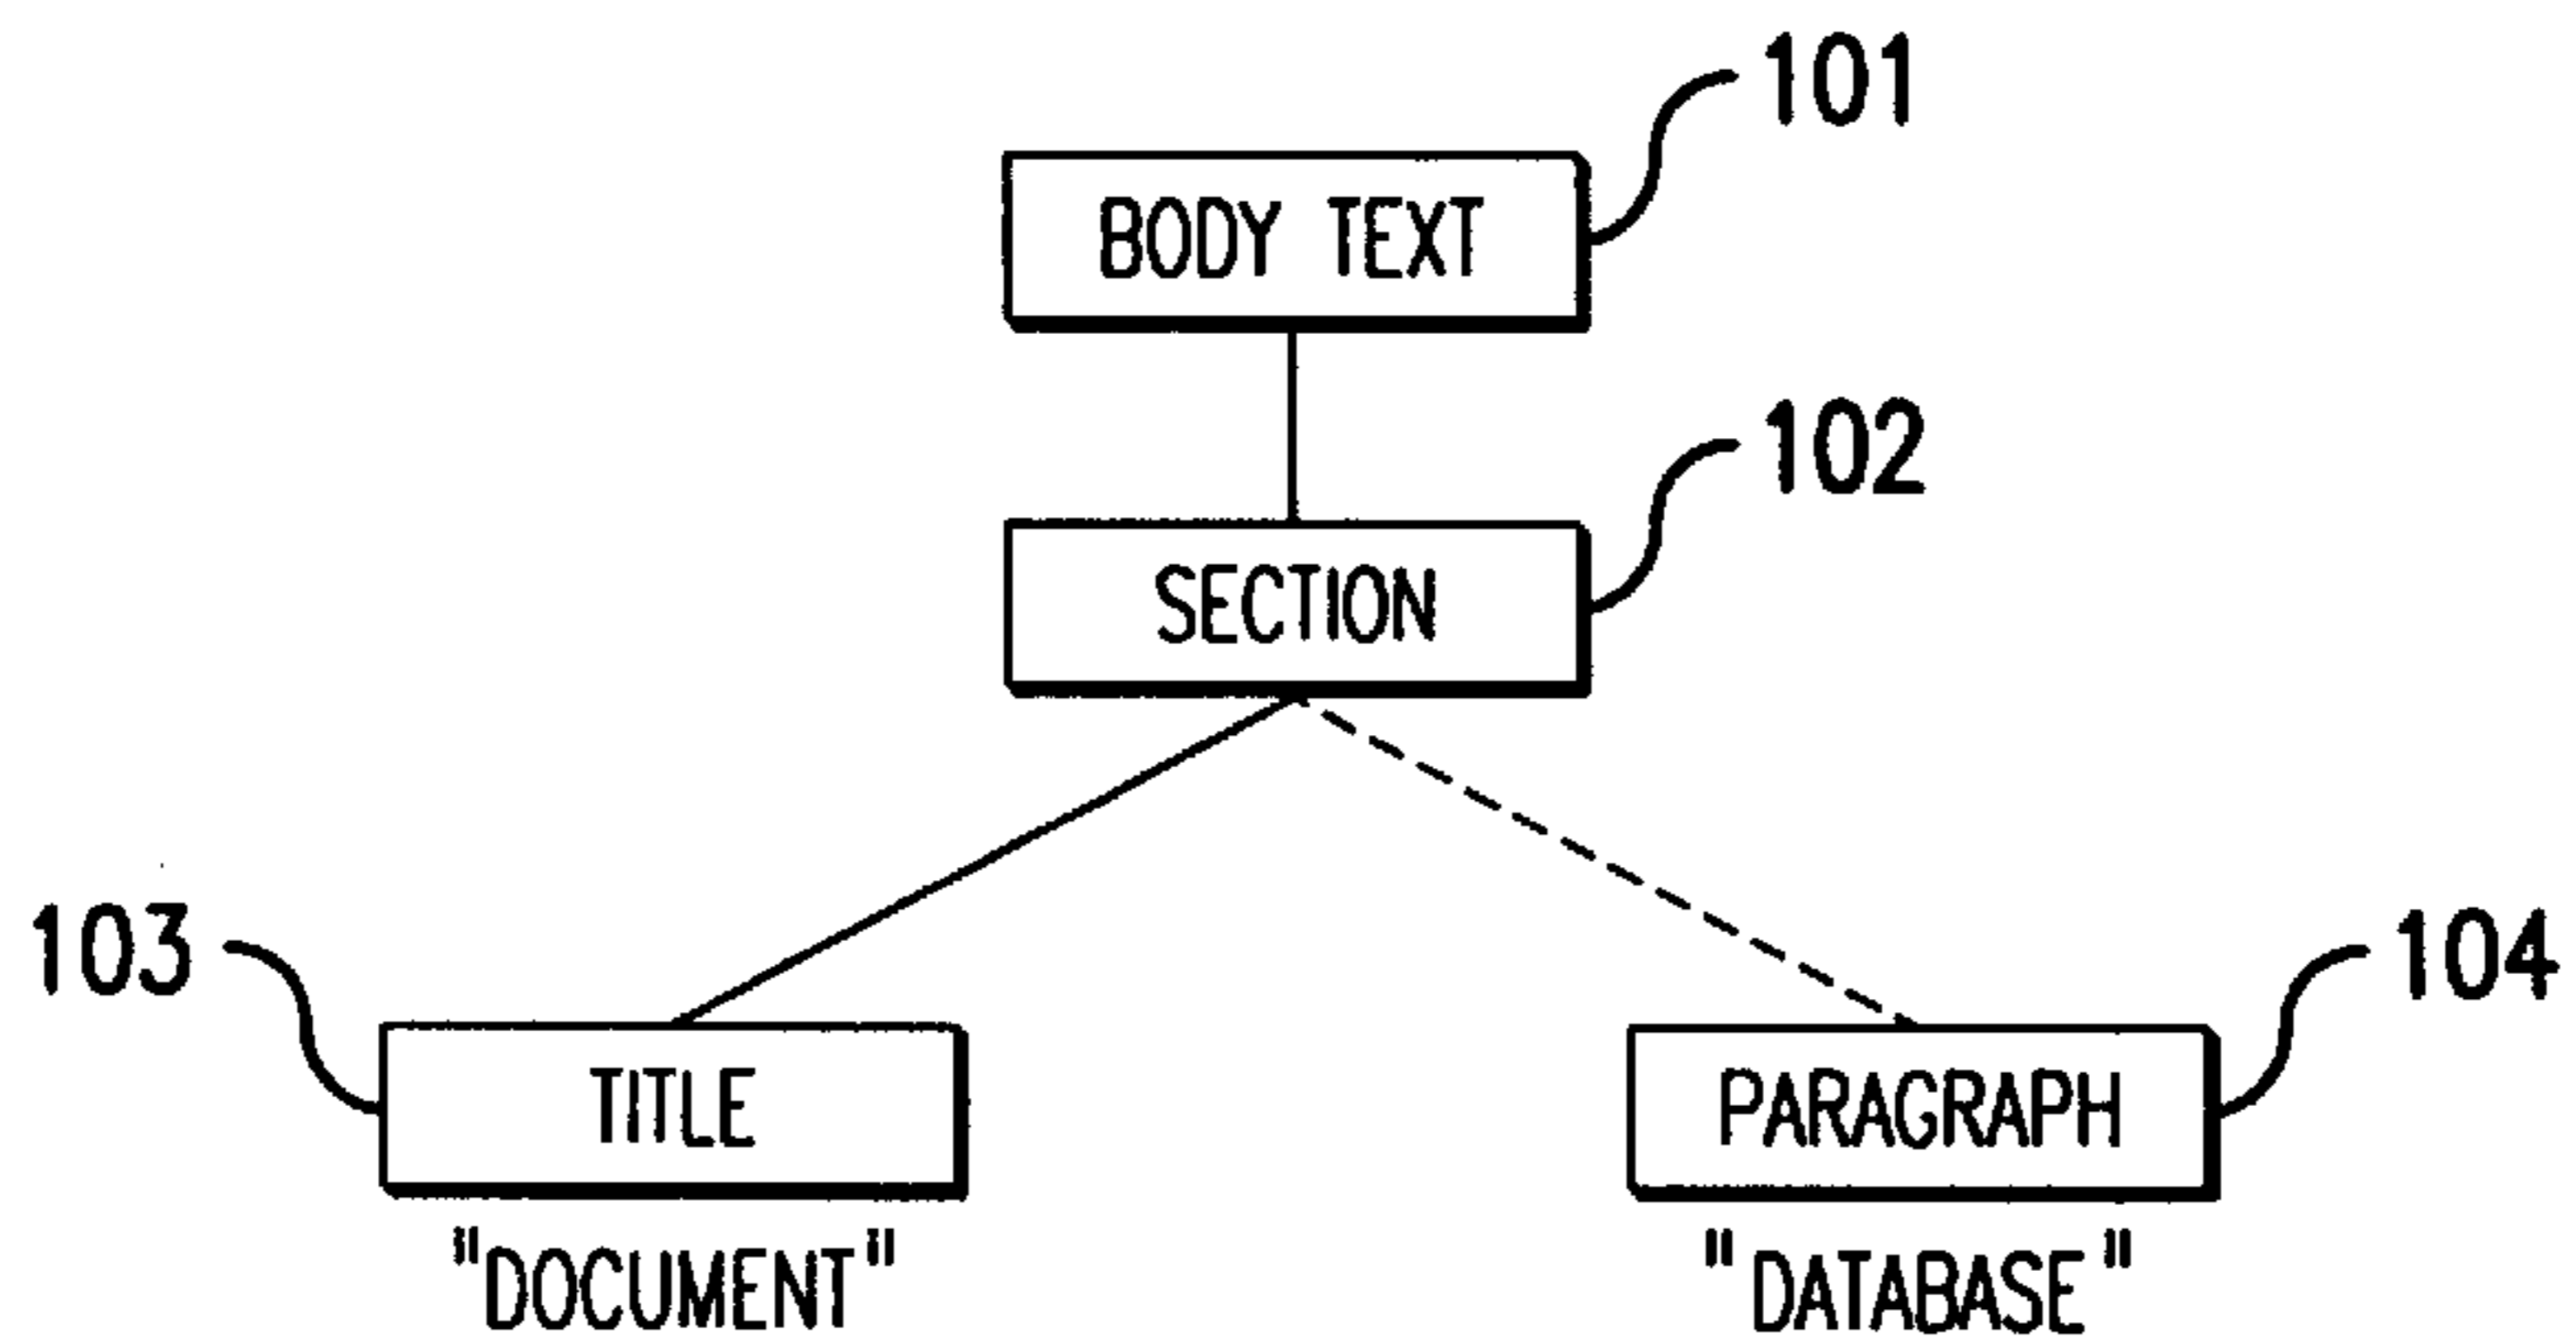 101
BODY TEXT
102
SECTION
103
104
TITLE
PARAGRAPH
"DOCUMENT"
"DATABASE"